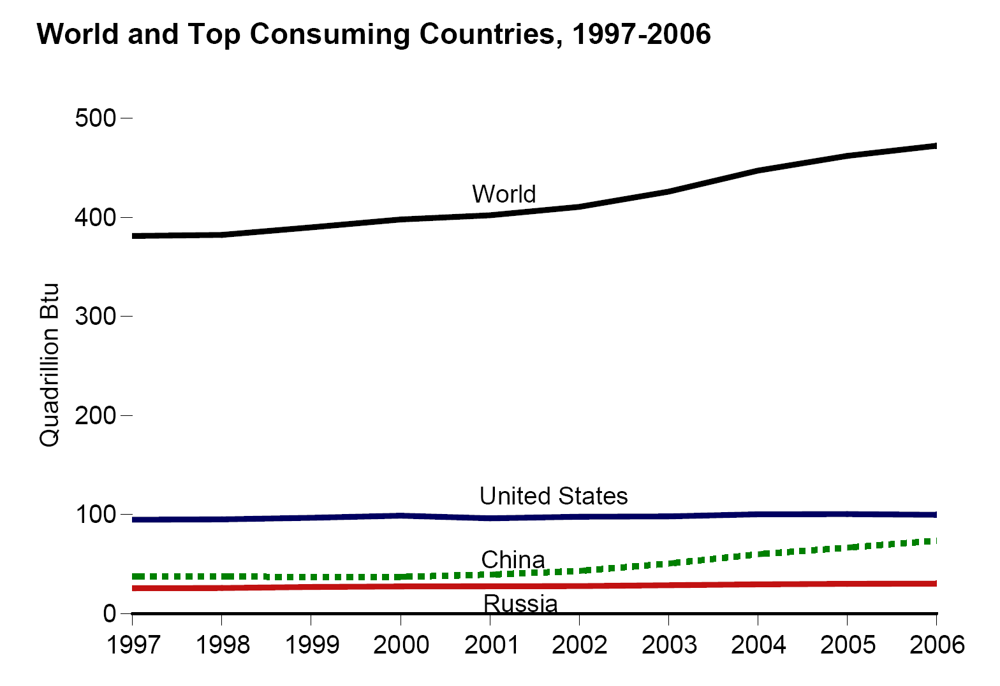 World and Top Consuming Countries, 1997-2006
500
World
400
Quadrillion Btu
300
200
United States
100
China
Russia
0
1997 1998 1999 2000 2001 2002 2003 2004 2005 2006